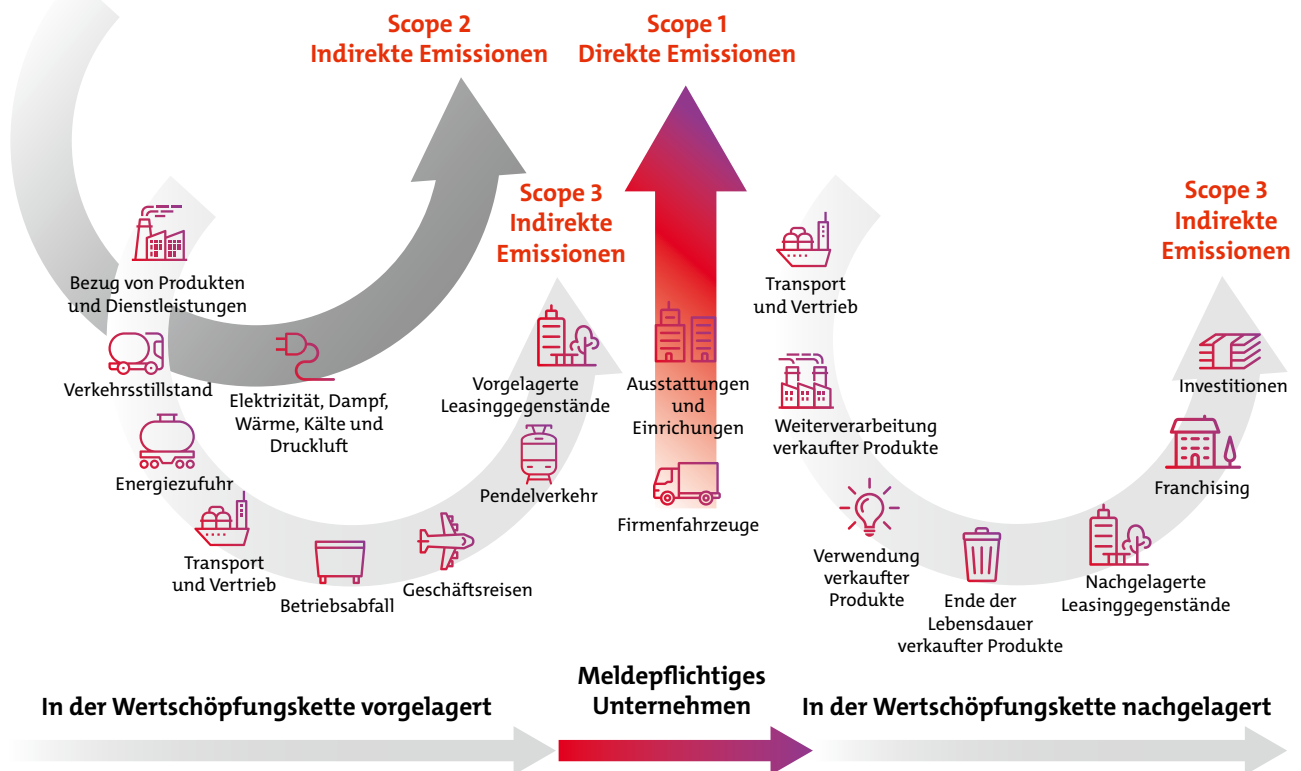 Scope 2
Indirekte Emissionen
Scope 1
Direkte Emissionen
Scope 3
Indirekte
Emissionen
Scope 3
Indirekte
Emissionen
Bezug von Produkten
und Dienstleistungen
Verkehrsstillstand
Energiezufuhr
Transport
und Vertrieb
Betriebsabfall
Geschäftsreisen
Pendelverkehr
Vorgelagerte
Leasinggegenstände
Elektrizität, Dampf,
Wärme, Kälte und
Druckluft
Ausstattungen
und
Einrichungen
Firmenfahrzeuge
Transport
und Vertrieb
Weiterverarbeitung
verkaufter Produkte
Verwendung
verkaufter
Produkte
Ende der
Lebensdauer
verkaufter Produkte
Nachgelagerte
Leasinggegenstände
Franchising
Investitionen
In der Wertschöpfungskette vorgelagert
Meldepflichtiges
Unternehmen
In der Wertschöpfungskette nachgelagert